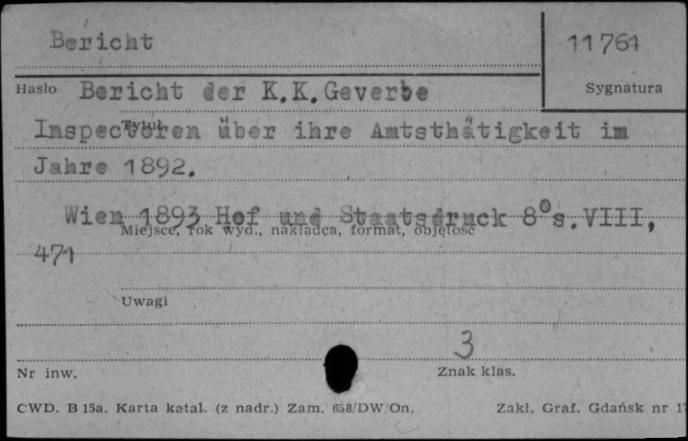 Bericht
11761
Hasło Bericht der K.K.Geverbe
Sygnatura
Inspectoren über ihre Amtsthätigkeit im
Tytuł
Jahre 1892.
Wien 1893 Hof und Staatsdruck 8° s.VIII,
Miejsce, rok wyd., nakładca, format, objętość
471
Uwagi
3
Nr inw.
Znak klas.
CWD. B 15a. Karta katal. (z nadr.) Zam. 658/DW/On.
Zakł. Graf. Gdańsk nr